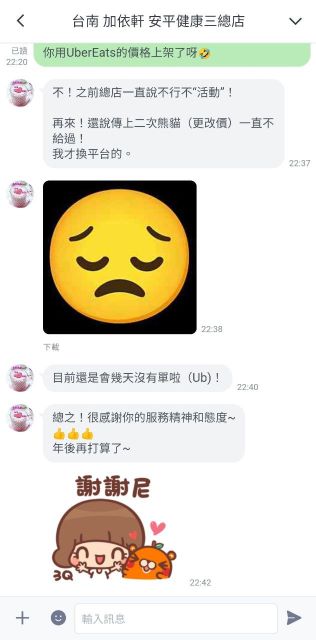 台南 加依軒 安平健康三總店
已讀
22:20
你用UberEats的價格上架了呀🤣
不！之前總店一直說不行不“活動”！
再來！還說傳上二次熊貓（更改價）一直不
給過！
我才換平台的。
22:37
22:38
下載
目前還是會幾天沒有單啦（Ub）！
22:40
總之！很感謝你的服務精神和態度~
👍👍👍
年後再打算了~
謝謝尼
3Q
22:42
輸入訊息